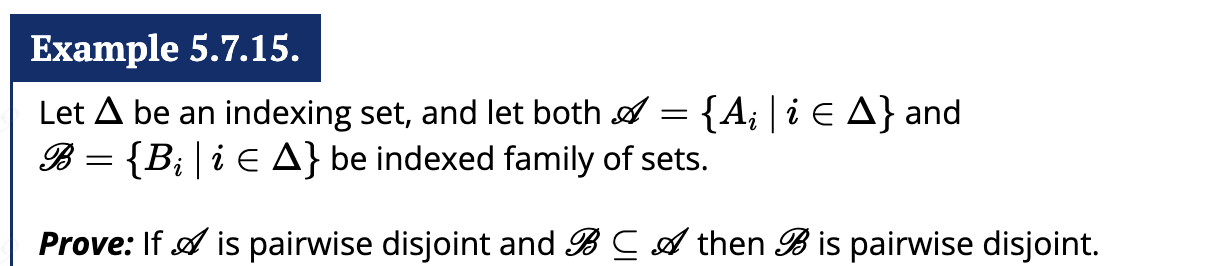 Example 5.7.15.
Let Δ be an indexing set, and let both 𝒜 = {Aᵢ | i ∈ Δ} and
ℬ = {Bᵢ | i ∈ Δ} be indexed family of sets.
Prove: If 𝒜 is pairwise disjoint and ℬ ⊆ 𝒜 then ℬ is pairwise disjoint.